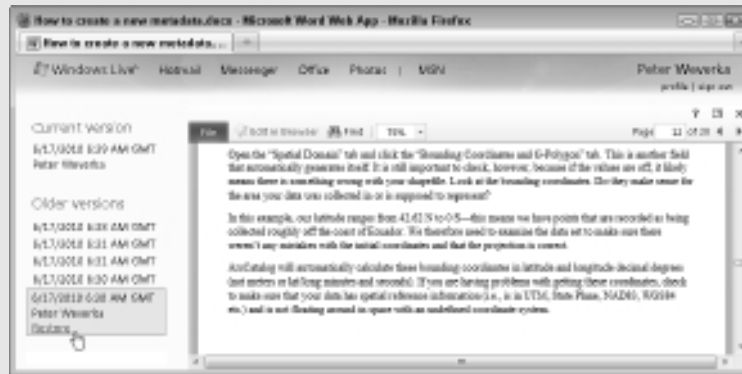 How to create a new metadata.docx - Microsoft Word Web App - Mozilla Firefox
How to create a new metadata....
Windows Live Hotmail Messenger Office Photos | MSN Peter Weverka
profile | sign out
Current version
6/17/2010 6:39 AM GMT
Peter Weverka
Older versions
6/17/2010 6:33 AM GMT
6/17/2010 6:31 AM GMT
6/17/2010 6:31 AM GMT
6/17/2010 6:30 AM GMT
6/17/2010 6:28 AM GMT
Peter Weverka
Restore
File Edit in Browser Find 70% Page of
Open the "Spatial Domain" tab and click the "Bounding Coordinates and G-Polygon" tab. This is another field
that automatically generates itself. It is still important to check, however, because if the values are off, it likely
means there is something wrong with your shapefile. Look at the bounding coordinates. Do they make sense for
the area your data was collected in or is supposed to represent?
In this example, our latitude ranges from 42.62 N to 0 S—this means we have points that are recorded as being
collected roughly off the coast of Ecuador. We therefore need to examine the data set to make sure there
weren't any mistakes with the initial coordinates and that the projection is correct.
ArcCatalog will automatically calculate these bounding coordinates in latitude and longitude decimal degrees
(not meters or lat/long minutes and seconds). If you are having problems with getting these coordinates, check
to make sure that your data has spatial reference information (i.e., is in UTM, State Plane, NAD83, WGS84
etc.) and is not floating around in space with an undefined coordinate system.